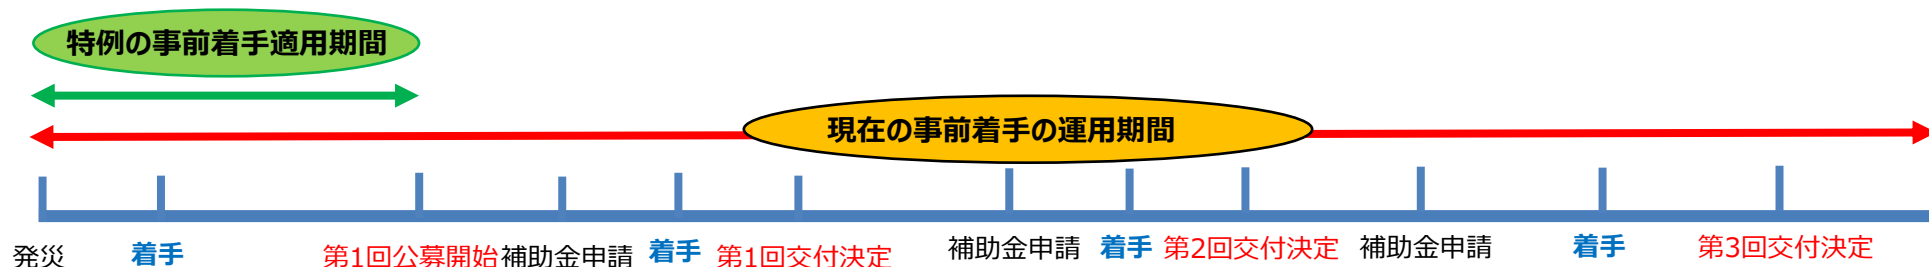 特例の事前着手適用期間
現在の事前着手の運用期間
発災
着手
第1回公募開始
補助金申請
着手
第1回交付決定
補助金申請
着手
第2回交付決定
補助金申請
着手
第3回交付決定